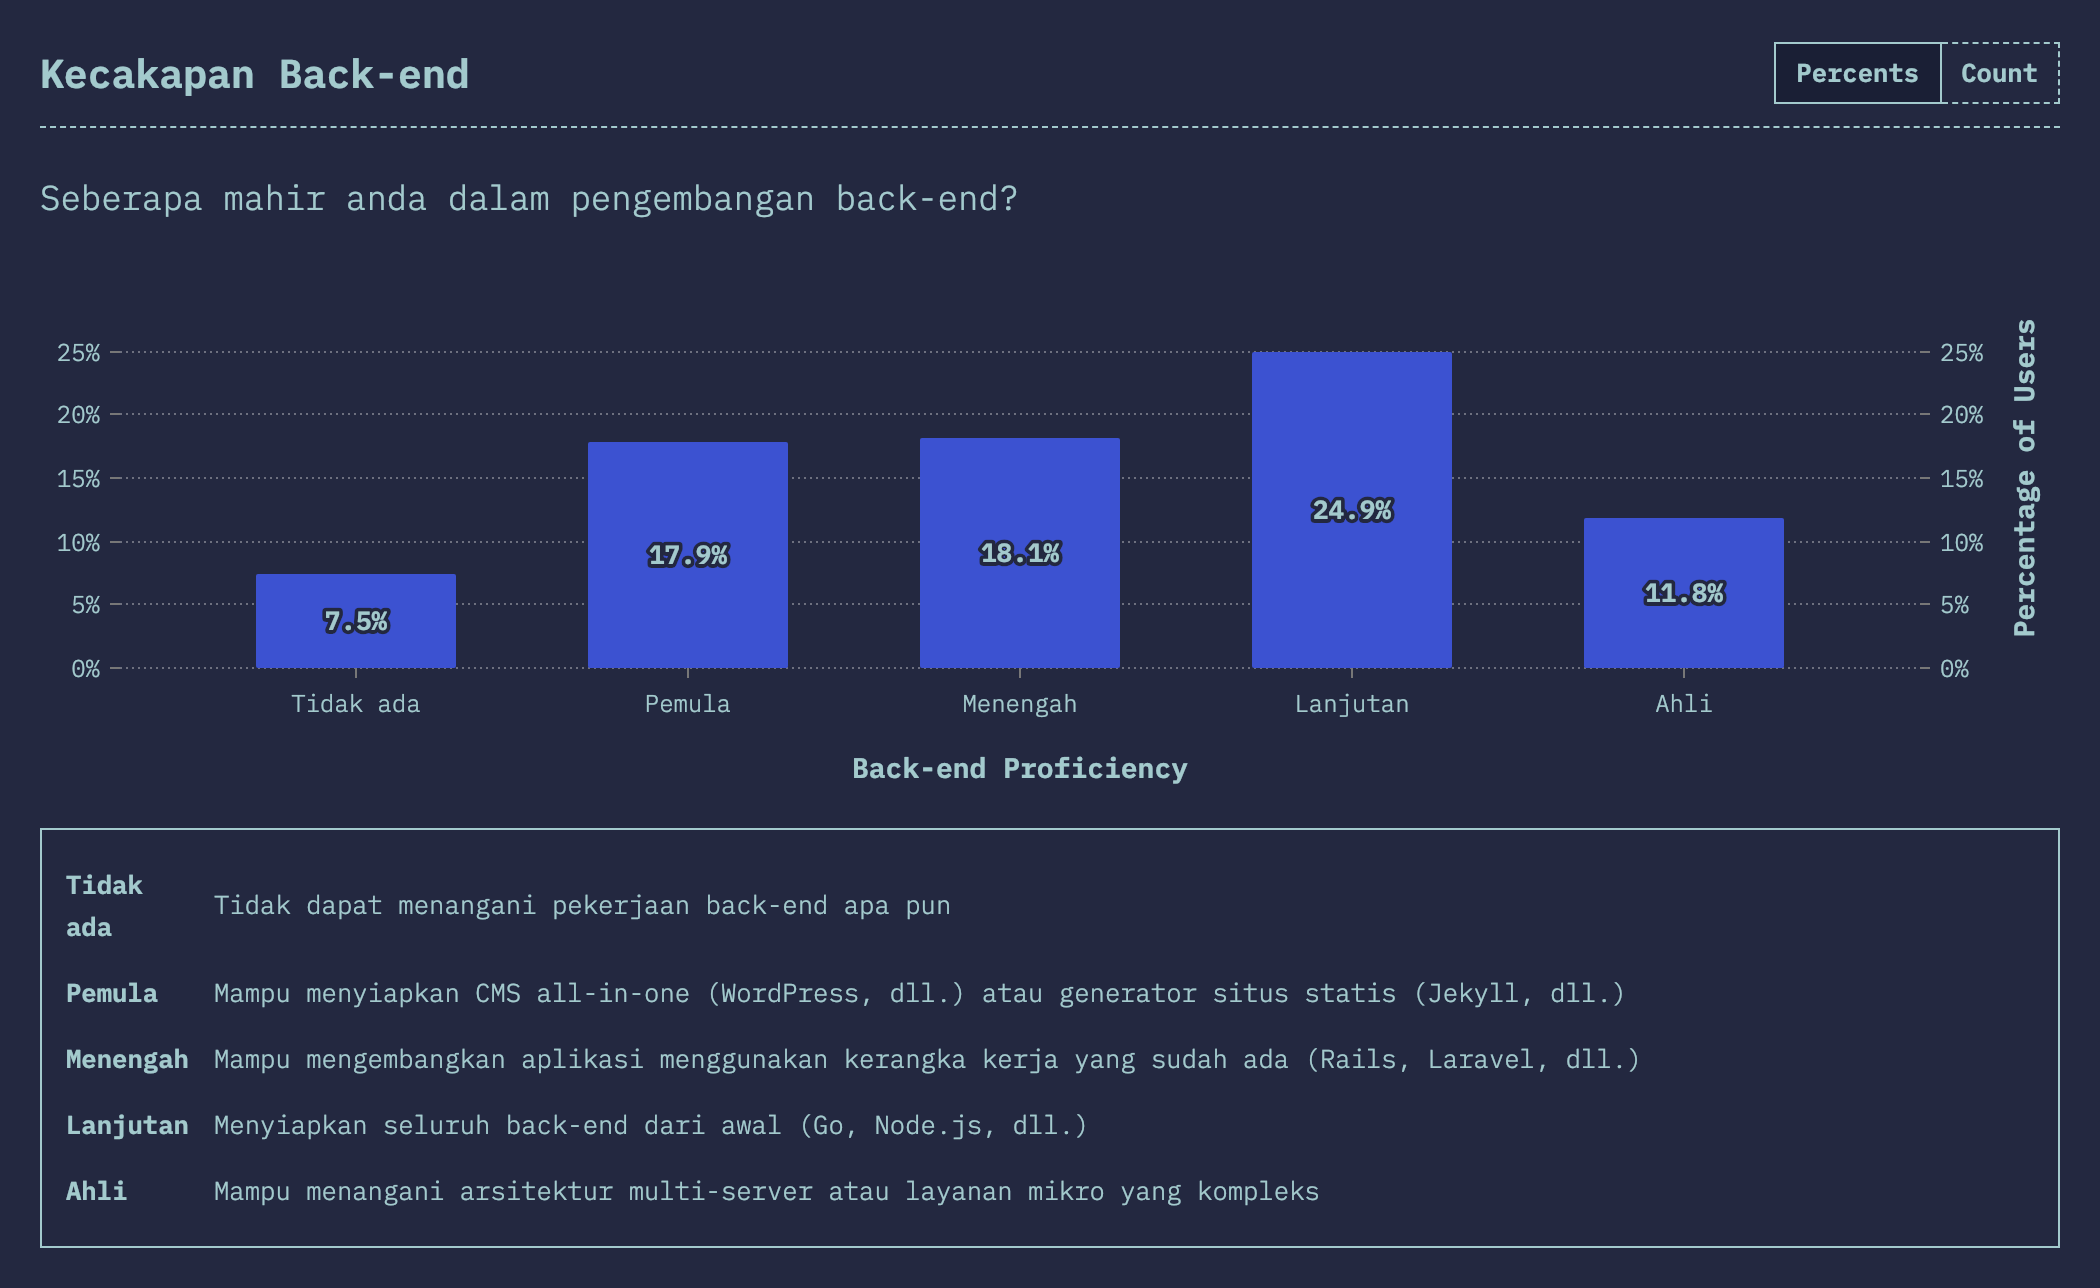 Kecakapan Back-end
Percents
Count
Seberapa mahir anda dalam pengembangan back-end?
25%
20%
15%
10%
5%
0%
7.5%
17.9%
18.1%
24.9%
11.8%
25%
20%
15%
10%
5%
0%
Percentage of Users
Tidak ada
Pemula
Menengah
Lanjutan
Ahli
Back-end Proficiency
Tidak
ada
Tidak dapat menangani pekerjaan back-end apa pun
Pemula Mampu menyiapkan CMS all-in-one (WordPress, dll.) atau generator situs statis (Jekyll, dll.)
Menengah Mampu mengembangkan aplikasi menggunakan kerangka kerja yang sudah ada (Rails, Laravel, dll.)
Lanjutan Menyiapkan seluruh back-end dari awal (Go, Node.js, dll.)
Ahli Mampu menangani arsitektur multi-server atau layanan mikro yang kompleks